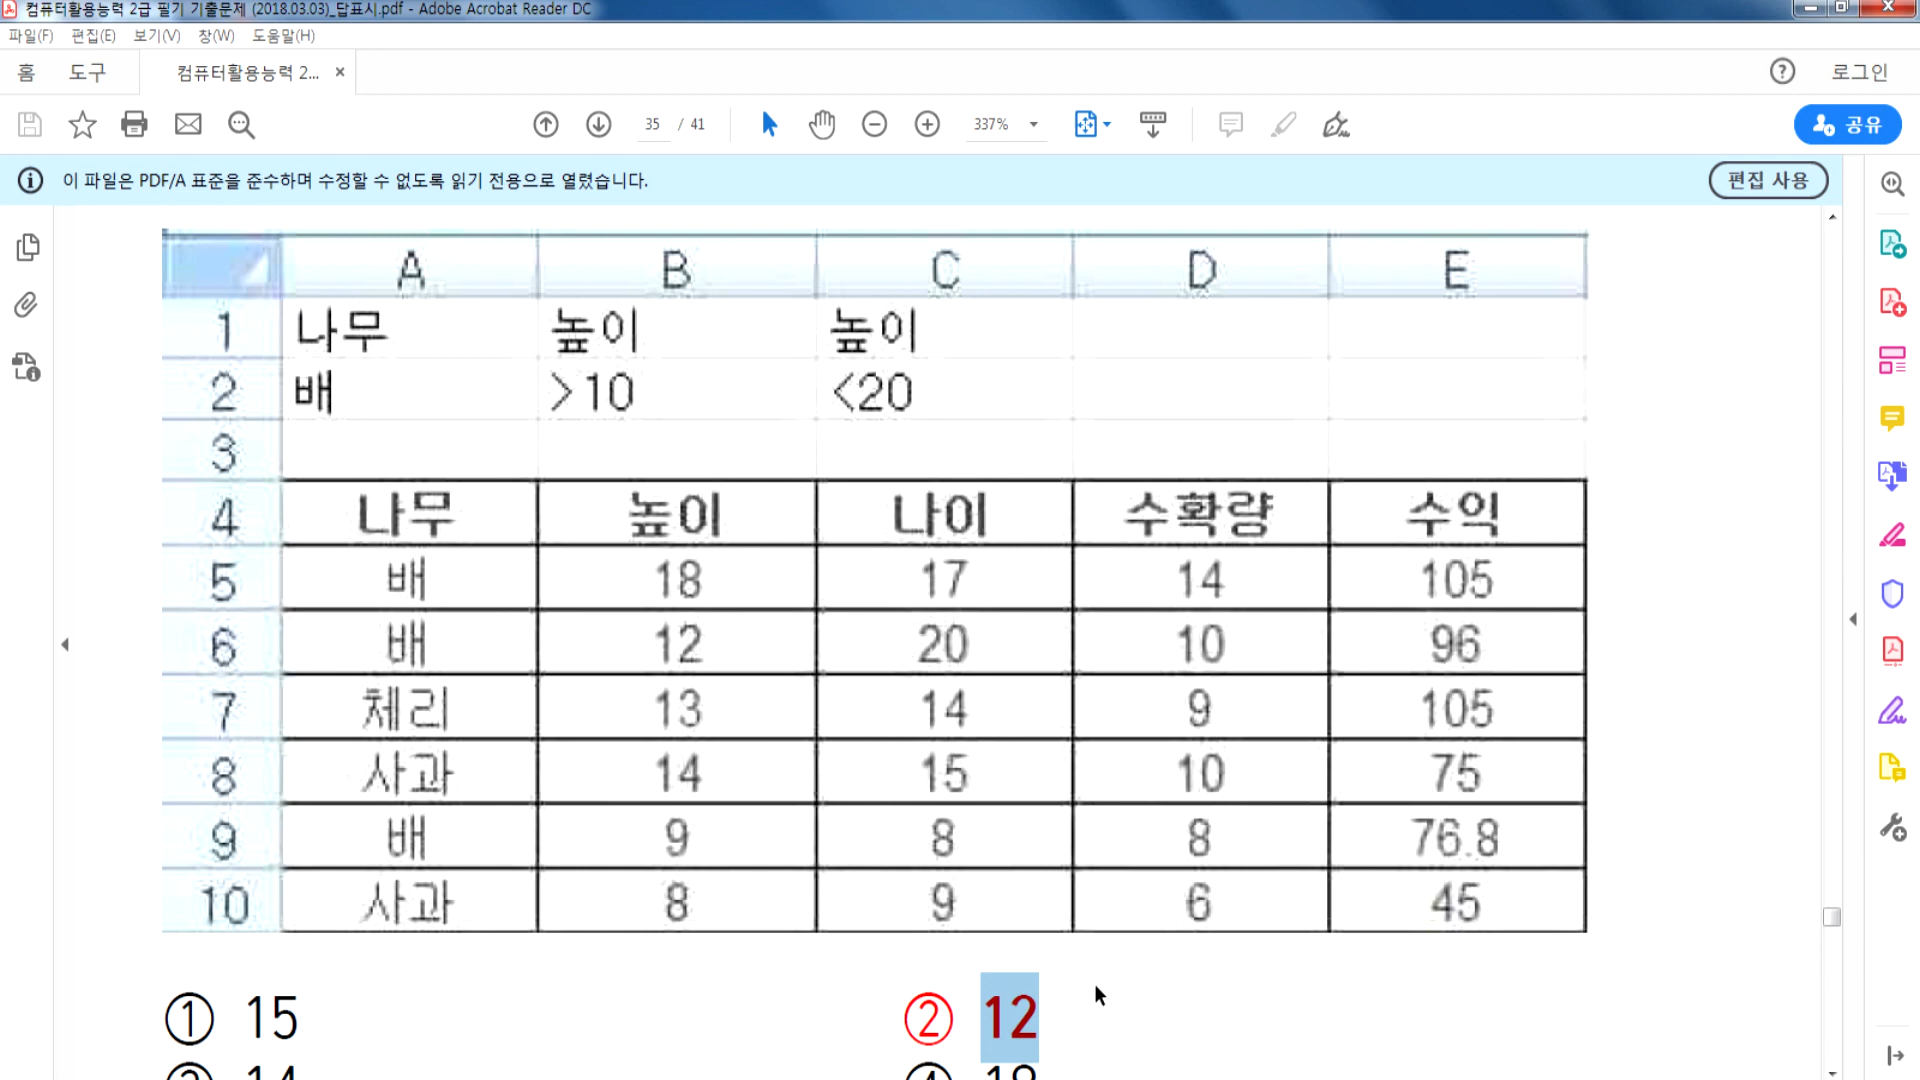 컴퓨터활용능력 2급 필기 기출문제 (2018.03.03)_답표시.pdf - Adobe Acrobat Reader DC
파일(F) 편집(E) 보기(V) 창(W) 도움말(H)
홈 도구 컴퓨터활용능력 2... × 로그인
35 / 41 337% 공유
이 파일은 PDF/A 표준을 준수하며 수정할 수 없도록 읽기 전용으로 열렸습니다. 편집 사용
A B C D E
1 나무 높이 높이
2 배 >10 <20
3
4 나무 높이 나이 수확량 수익
5 배 18 17 14 105
6 배 12 20 10 96
7 체리 13 14 9 105
8 사과 14 15 10 75
9 배 9 8 8 76.8
10 사과 8 9 6 45
① 15 ② 12